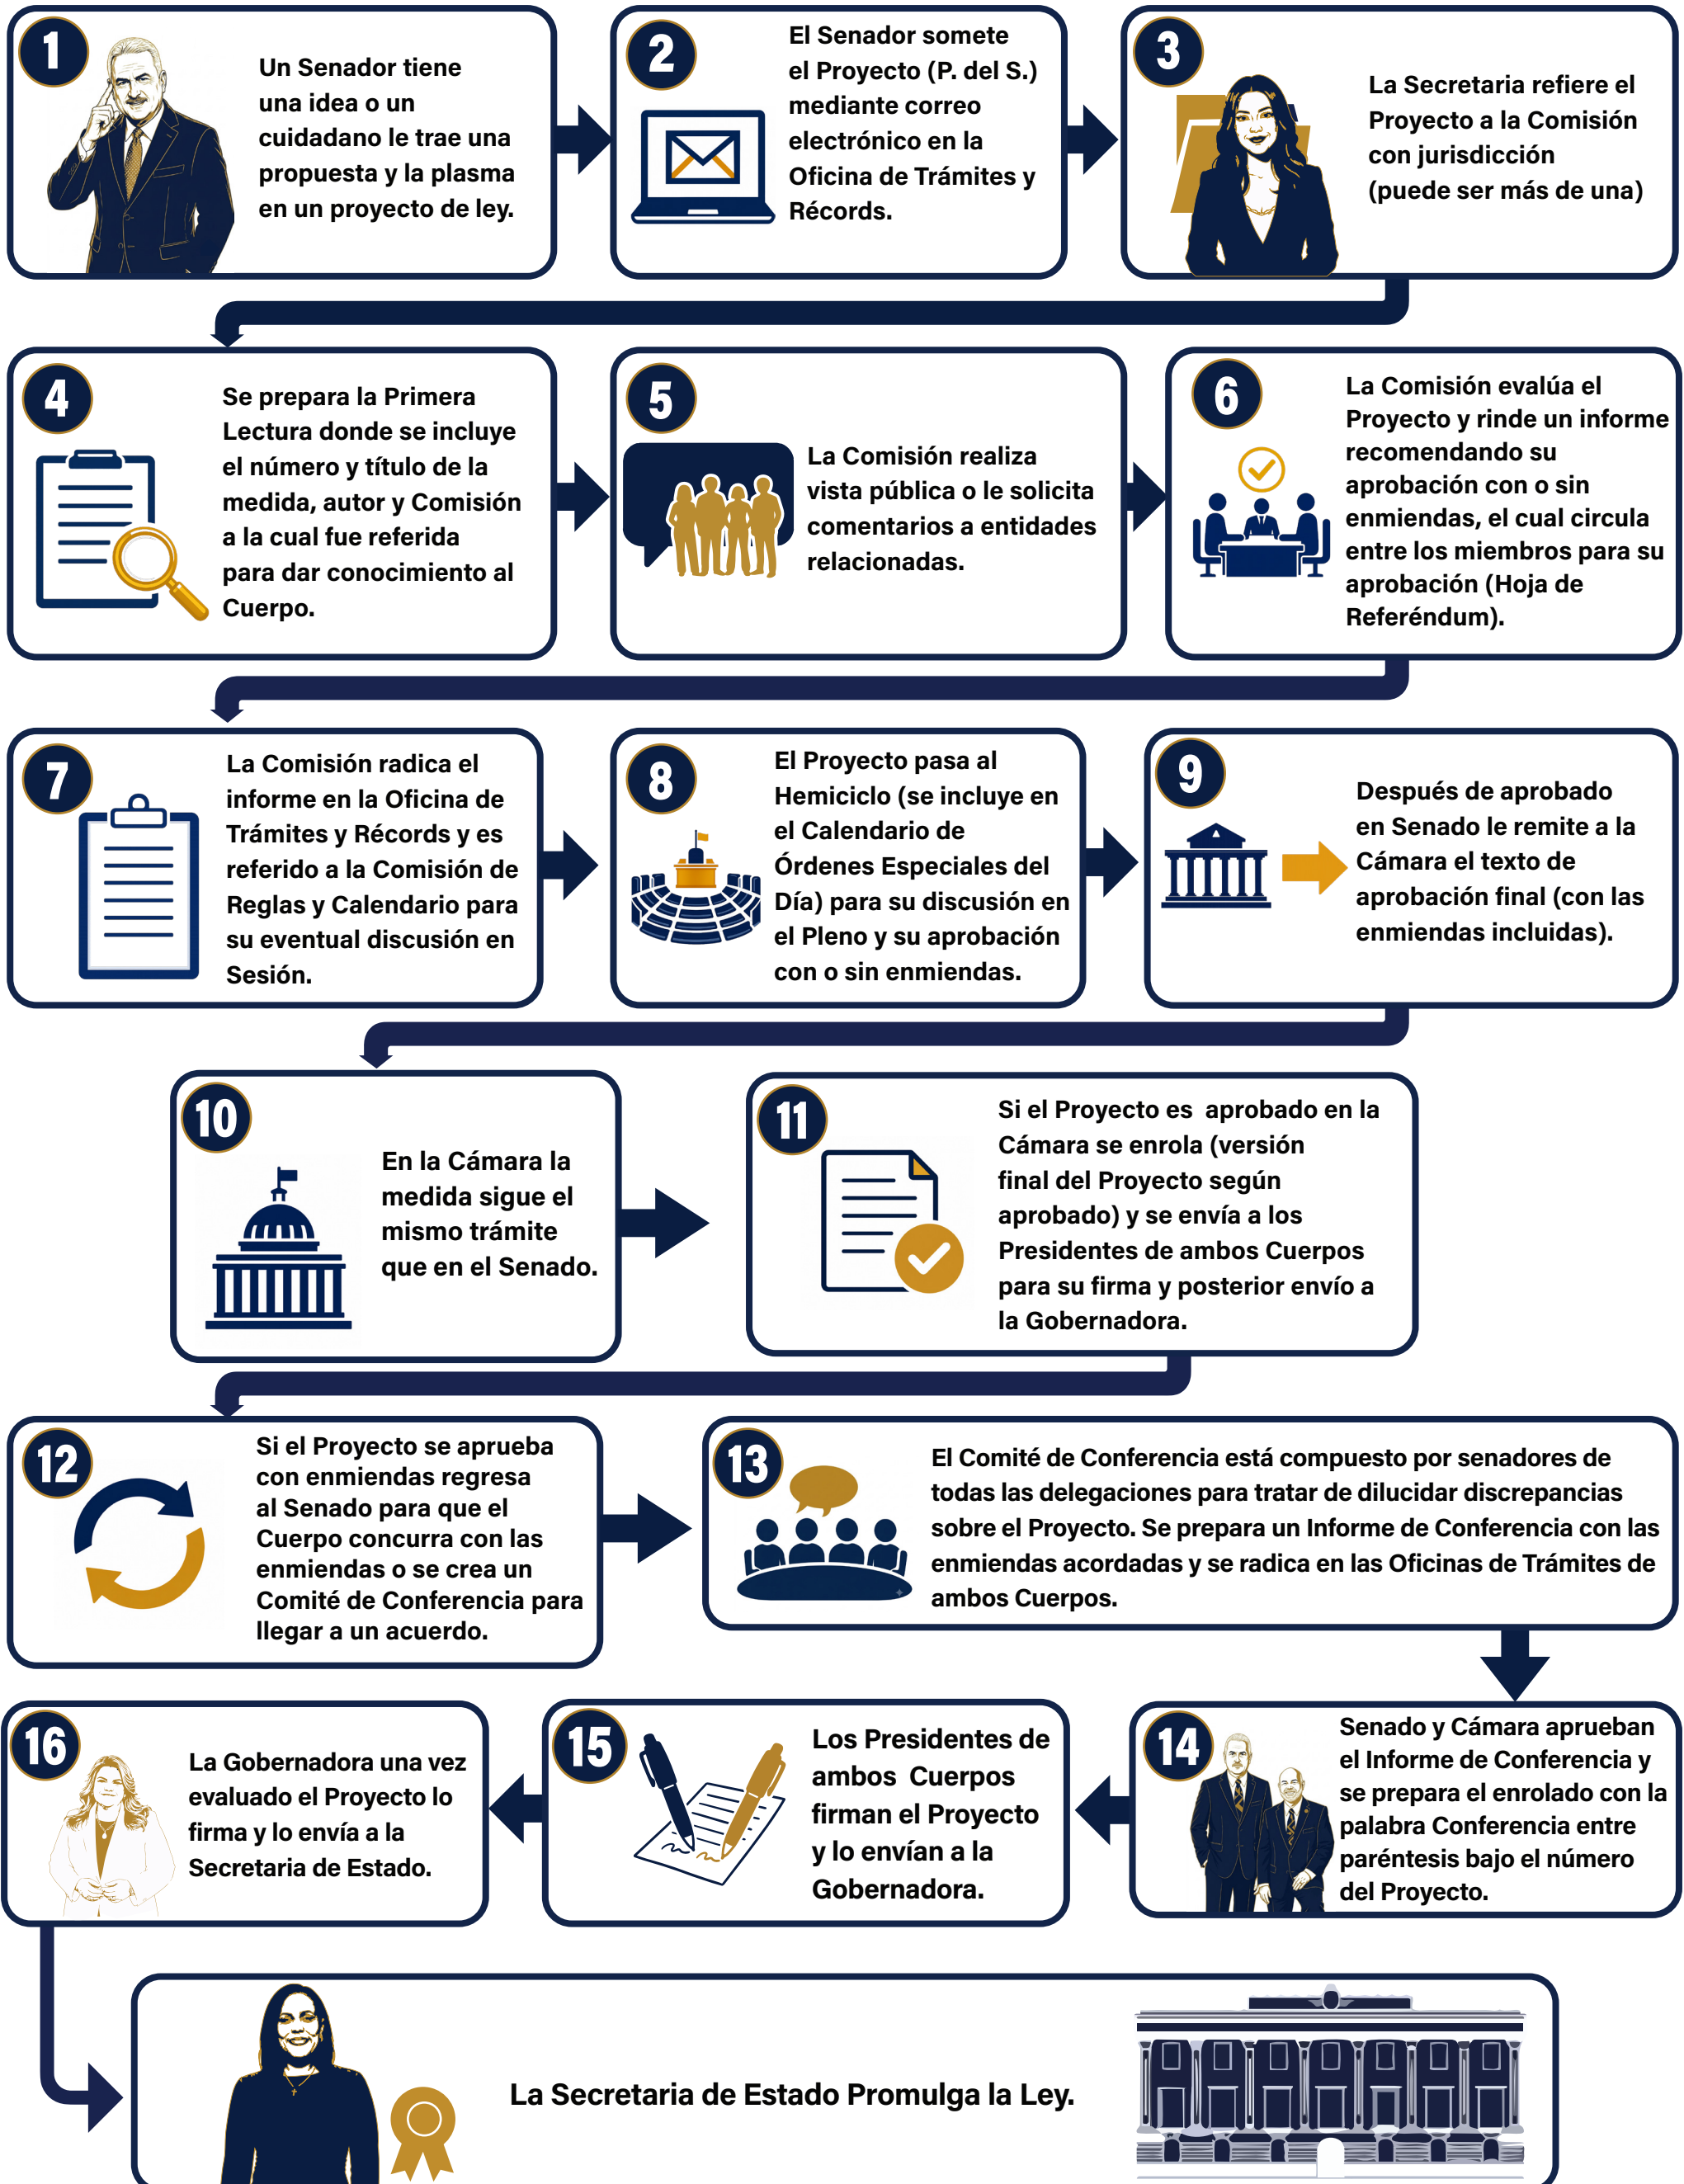 1
Un Senador tiene
una idea o un
cuidadano le trae una
propuesta y la plasma
en un proyecto de ley.
2
El Senador somete
el Proyecto (P. del S.)
mediante correo
electrónico en la
Oficina de Trámites y
Récords.
3
La Secretaria refiere el
Proyecto a la Comisión
con jurisdicción
(puede ser más de una)
4
Se prepara la Primera
Lectura donde se incluye
el número y título de la
medida, autor y Comisión
a la cual fue referida
para dar conocimiento al
Cuerpo.
5
La Comisión realiza
vista pública o le solicita
comentarios a entidades
relacionadas.
6
La Comisión evalúa el
Proyecto y rinde un informe
recomendando su
aprobación con o sin
enmiendas, el cual circula
entre los miembros para su
aprobación (Hoja de
Referéndum).
7
La Comisión radica el
informe en la Oficina de
Trámites y Récords y es
referido a la Comisión de
Reglas y Calendario para
su eventual discusión en
Sesión.
8
El Proyecto pasa al
Hemiciclo (se incluye en
el Calendario de
Órdenes Especiales del
Día) para su discusión en
el Pleno y su aprobación
con o sin enmiendas.
9
Después de aprobado
en Senado le remite a la
Cámara el texto de
aprobación final (con las
enmiendas incluidas).
10
En la Cámara la
medida sigue el
mismo trámite
que en el Senado.
11
Si el Proyecto es aprobado en la
Cámara se enrola (versión
final del Proyecto según
aprobado) y se envía a los
Presidentes de ambos Cuerpos
para su firma y posterior envío a
la Gobernadora.
12
Si el Proyecto se aprueba
con enmiendas regresa
al Senado para que el
Cuerpo concurra con las
enmiendas o se crea un
Comité de Conferencia para
llegar a un acuerdo.
13
El Comité de Conferencia está compuesto por senadores de
todas las delegaciones para tratar de dilucidar discrepancias
sobre el Proyecto. Se prepara un Informe de Conferencia con las
enmiendas acordadas y se radica en las Oficinas de Trámites de
ambos Cuerpos.
14
Senado y Cámara aprueban
el Informe de Conferencia y
se prepara el enrolado con la
palabra Conferencia entre
paréntesis bajo el número
del Proyecto.
15
Los Presidentes de
ambos Cuerpos
firman el Proyecto
y lo envían a la
Gobernadora.
16
La Gobernadora una vez
evaluado el Proyecto lo
firma y lo envía a la
Secretaria de Estado.
La Secretaria de Estado Promulga la Ley.